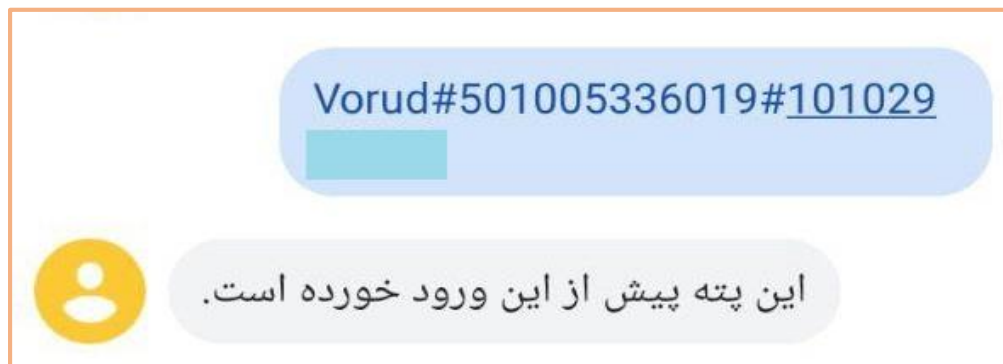 Vorud#501005336019#101029
این پته پیش از این ورود خورده است.